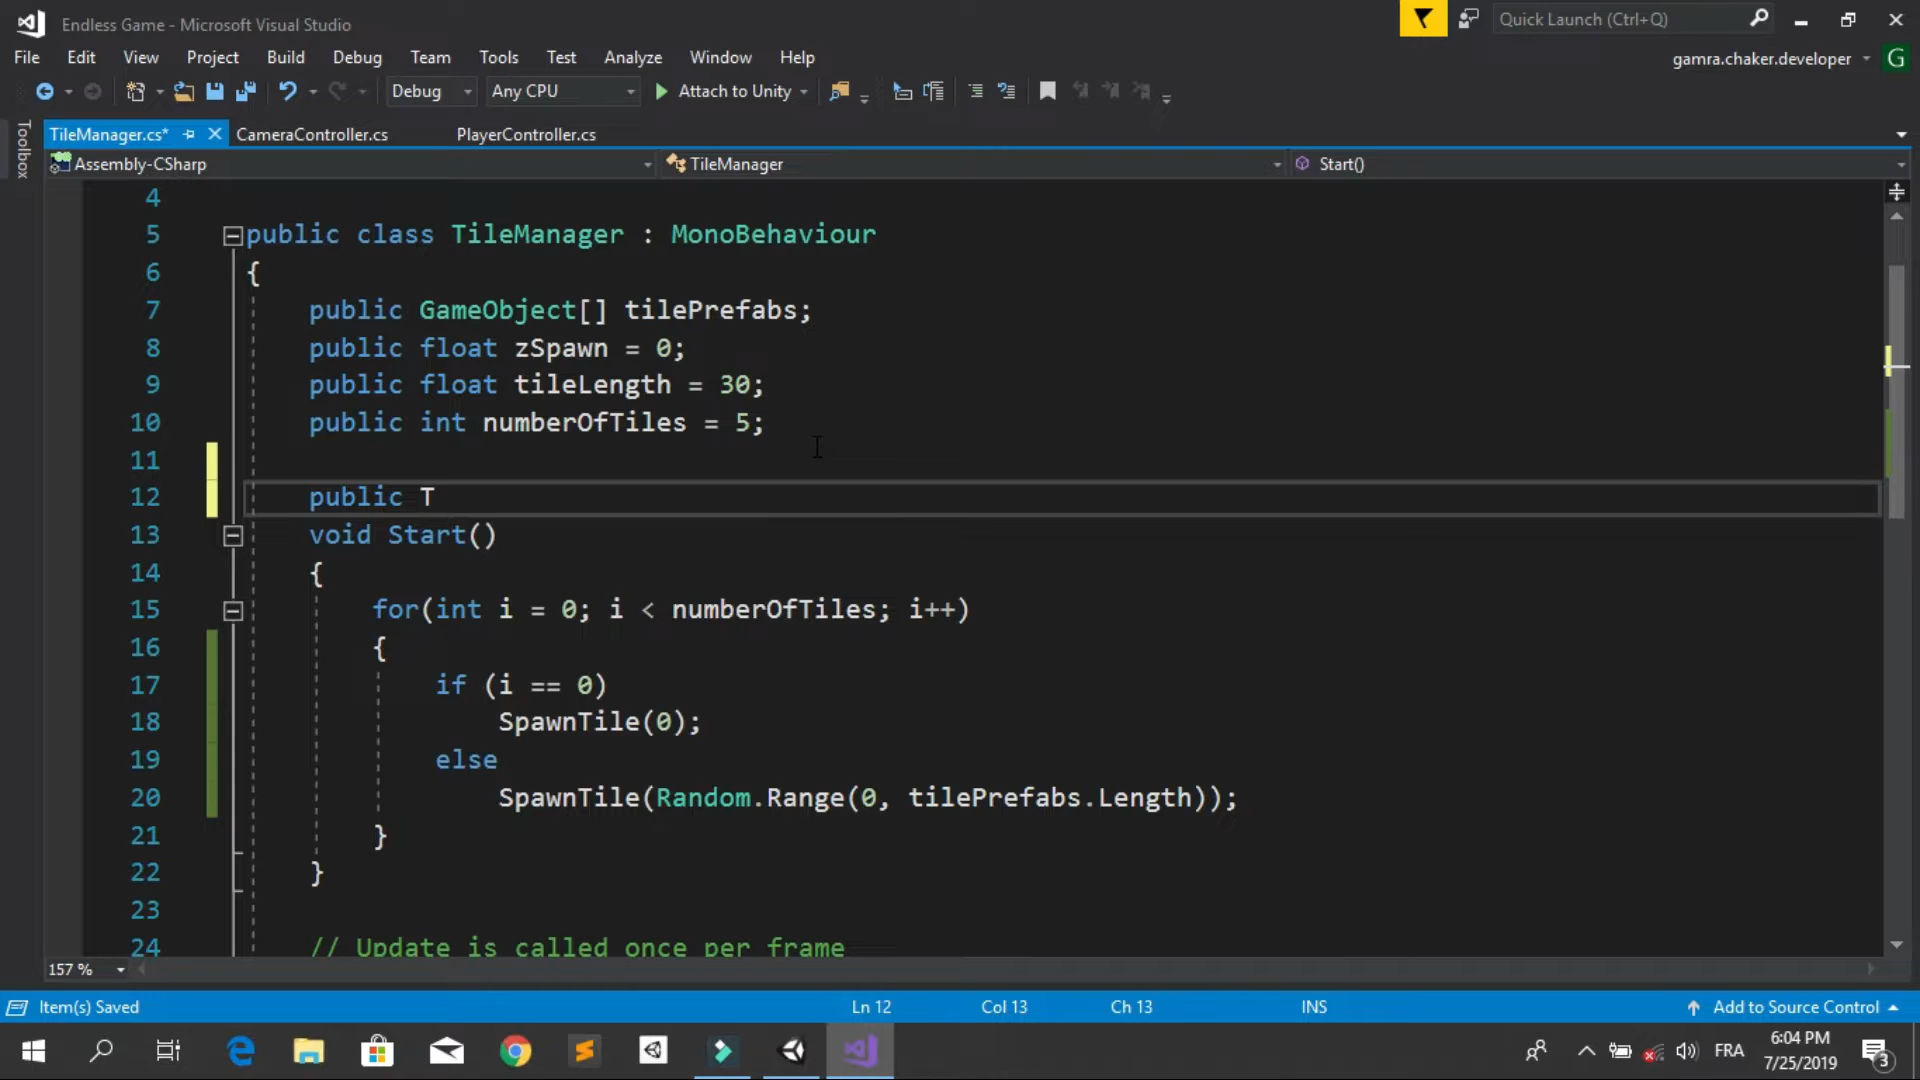 Endless Game - Microsoft Visual Studio
Quick Launch (Ctrl+Q)
File Edit View Project Build Debug Team Tools Test Analyze Window Help
gamra.chaker.developer G
Debug Any CPU Attach to Unity
Toolbox
TileManager.cs* CameraController.cs PlayerController.cs
Assembly-CSharp TileManager Start()
4
5 public class TileManager : MonoBehaviour
6 {
7 public GameObject[] tilePrefabs;
8 public float zSpawn = 0;
9 public float tileLength = 30;
10 public int numberOfTiles = 5;
11
12 public T
13 void Start()
14 {
15 for(int i = 0; i < numberOfTiles; i++)
16 {
17 if (i == 0)
18 SpawnTile(0);
19 else
20 SpawnTile(Random.Range(0, tilePrefabs.Length));
21 }
22 }
23
24 // Update is called once per frame
157 %
Item(s) Saved Ln 12 Col 13 Ch 13 INS Add to Source Control
FRA 6:04 PM
7/25/2019 3